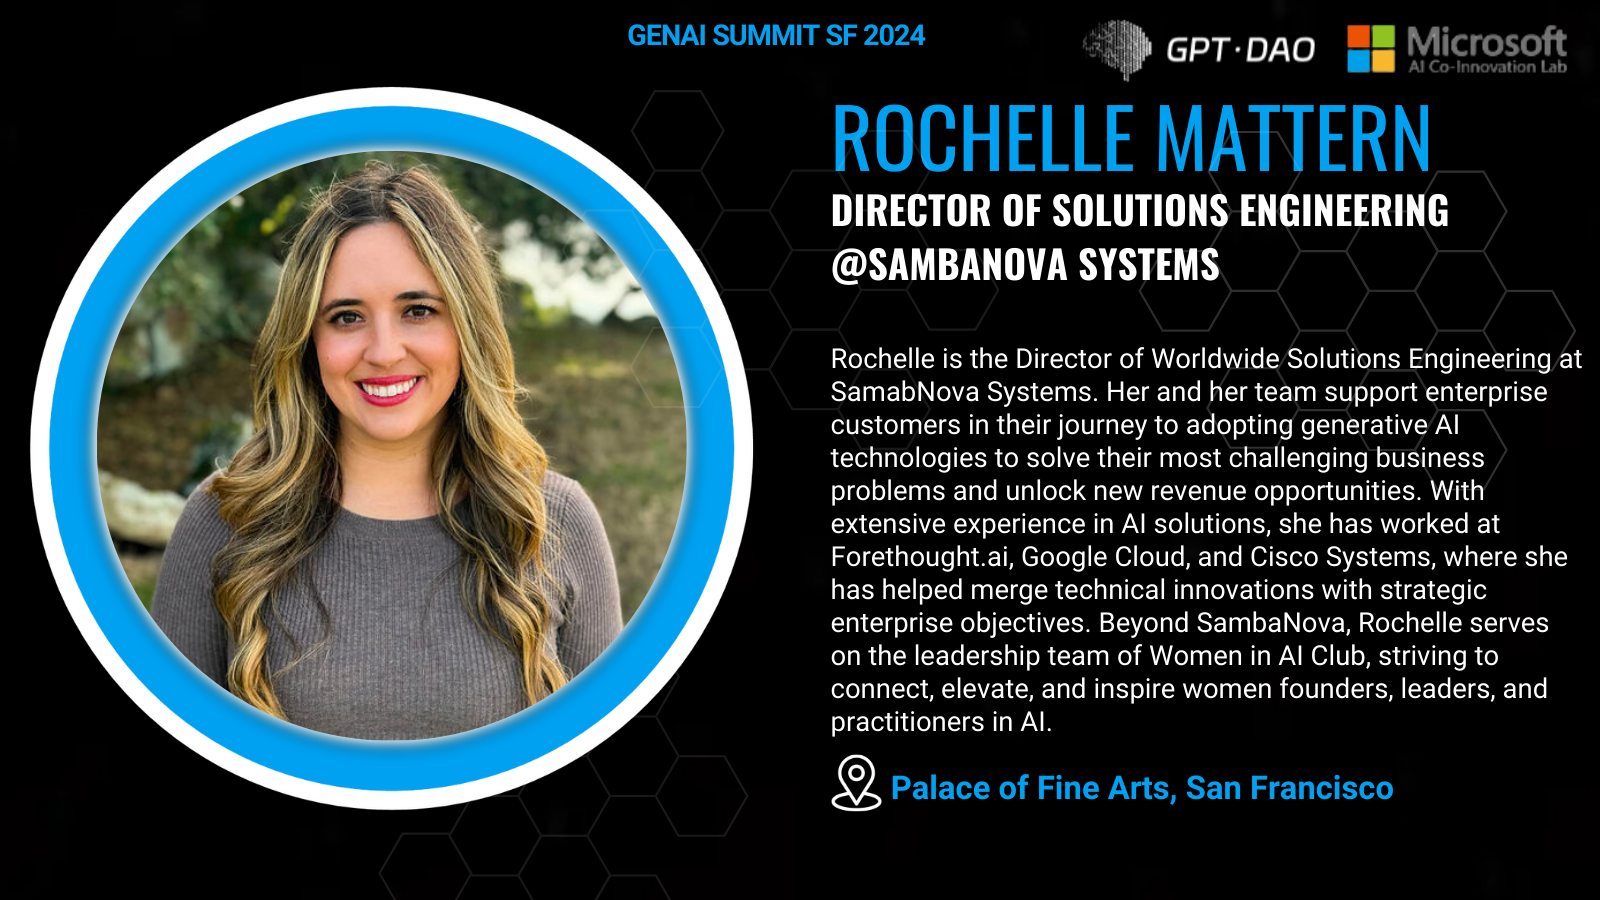 GENAI SUMMIT SF 2024
GPT·DAO
Microsoft
AI Co-Innovation Lab
ROCHELLE MATTERN
DIRECTOR OF SOLUTIONS ENGINEERING
@SAMBANOVA SYSTEMS
Rochelle is the Director of Worldwide Solutions Engineering at
SamabNova Systems. Her and her team support enterprise
customers in their journey to adopting generative AI
technologies to solve their most challenging business
problems and unlock new revenue opportunities. With
extensive experience in AI solutions, she has worked at
Forethought.ai, Google Cloud, and Cisco Systems, where she
has helped merge technical innovations with strategic
enterprise objectives. Beyond SambaNova, Rochelle serves
on the leadership team of Women in AI Club, striving to
connect, elevate, and inspire women founders, leaders, and
practitioners in AI.
Palace of Fine Arts, San Francisco